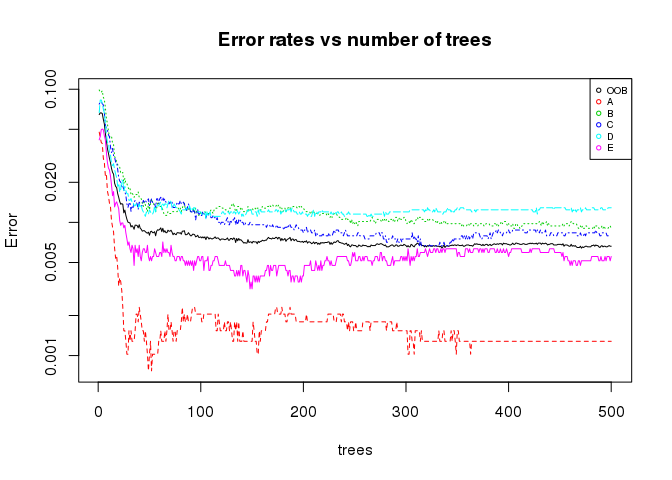 Error rates vs number of trees
Error
0.100
0.020
0.005
0.001
OOB
A
B
C
D
E
0 100 200 300 400 500
trees